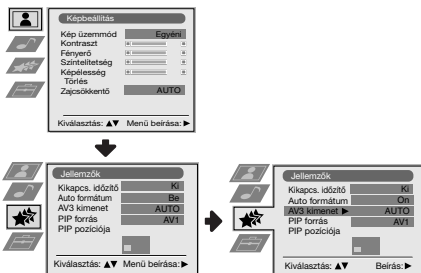 Képbeállítás
Kép üzemmód Egyéni
Kontraszt
Fényerő
Színtelítetség
Képélesség
Törlés
Zajcsökkentő AUTO
Kiválasztás: ▲▼ Menü beírása: ▶
Jellemzők
Kikapcs. időzítő Ki
Auto formátum Be
AV3 kimenet AUTO
PIP forrás AV1
PIP pozíciója
Kiválasztás: ▲▼ Menü beírása: ▶
Jellemzők
Kikapcs. időzítő Ki
Auto formátum On
AV3 kimenet ▶ AUTO
PIP forrás AV1
PIP pozíciója
Kiválasztás: ▲▼ Beírás: ▶